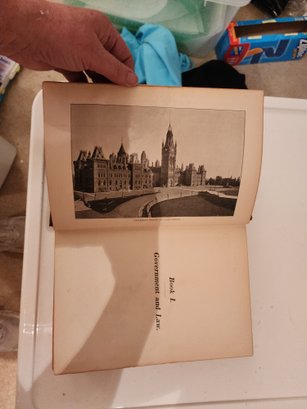 Book I.
Government and Law.